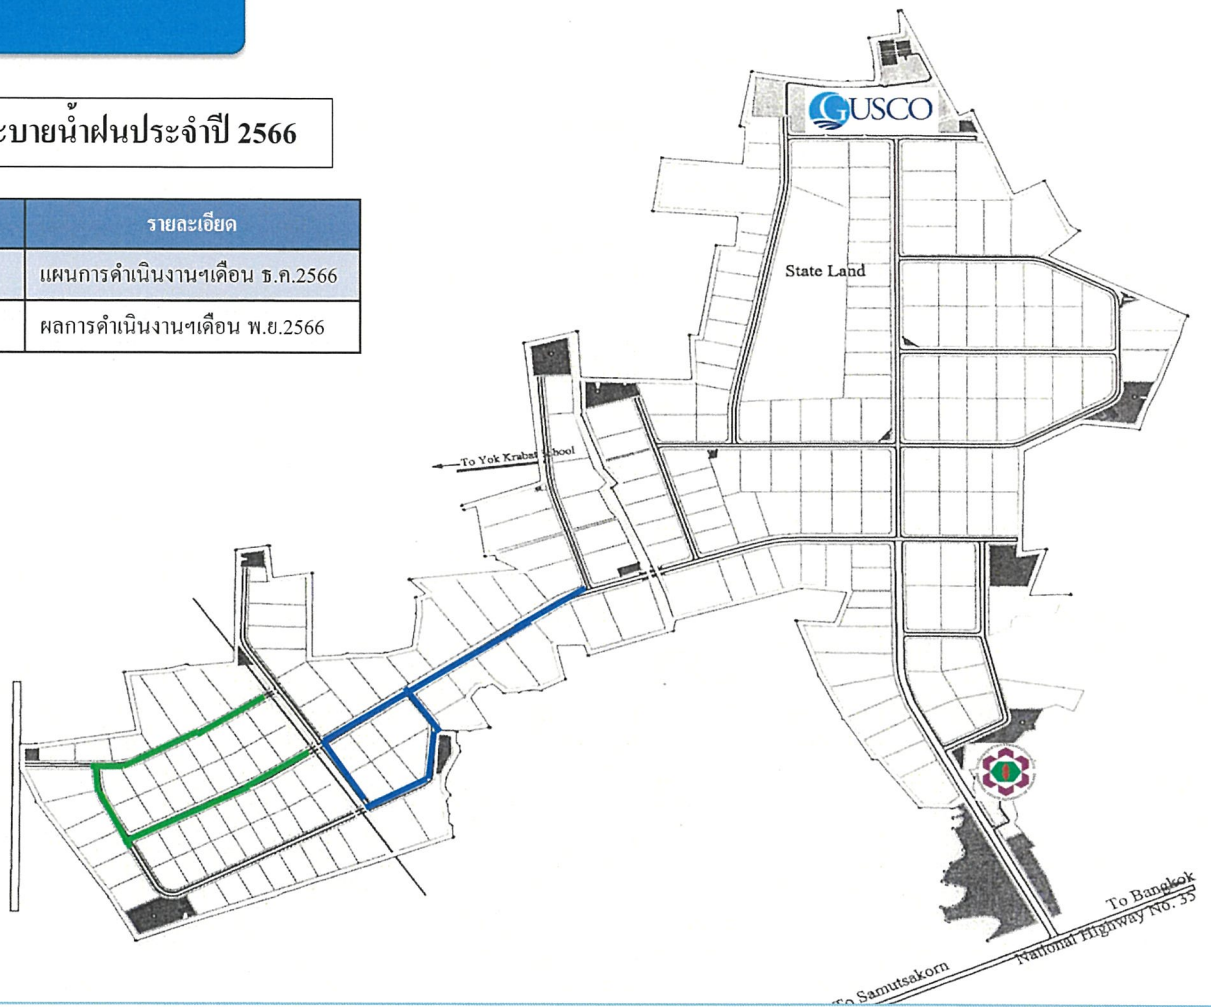 ะบายน้ำฝนประจำปี 2566
รายละเอียด
แผนการดำเนินงานฯเดือน ธ.ค.2566
ผลการดำเนินงานฯเดือน พ.ย.2566
GUSCO
State Land
To Yok Krabat School
To Bangkok
National Highway No. 35
To Samutsakorn